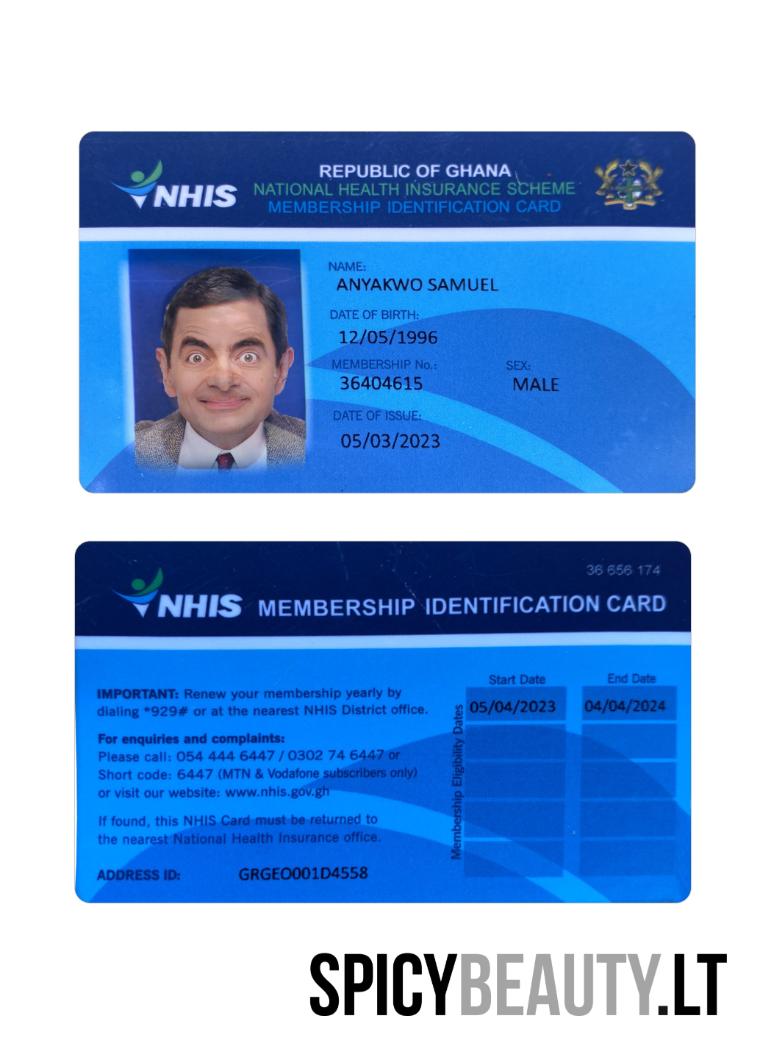 NHIS
REPUBLIC OF GHANA
NATIONAL HEALTH INSURANCE SCHEME
MEMBERSHIP IDENTIFICATION CARD
NAME:
ANYAKWO SAMUEL
DATE OF BIRTH:
12/05/1996
MEMBERSHIP No.: SEX:
36404615 MALE
DATE OF ISSUE:
05/03/2023
36 656 174
NHIS MEMBERSHIP IDENTIFICATION CARD
IMPORTANT: Renew your membership yearly by
dialing *929# or at the nearest NHIS District office.
For enquiries and complaints:
Please call: 054 444 6447 / 0302 74 6447 or
Short code: 6447 (MTN & Vodafone subscribers only)
or visit our website: www.nhis.gov.gh
If found, this NHIS Card must be returned to
the nearest National Health Insurance office.
ADDRESS ID: GRGEO001D4558
Membership Eligibility Dates
Start Date End Date
05/04/2023 04/04/2024
SPICYBEAUTY.LT